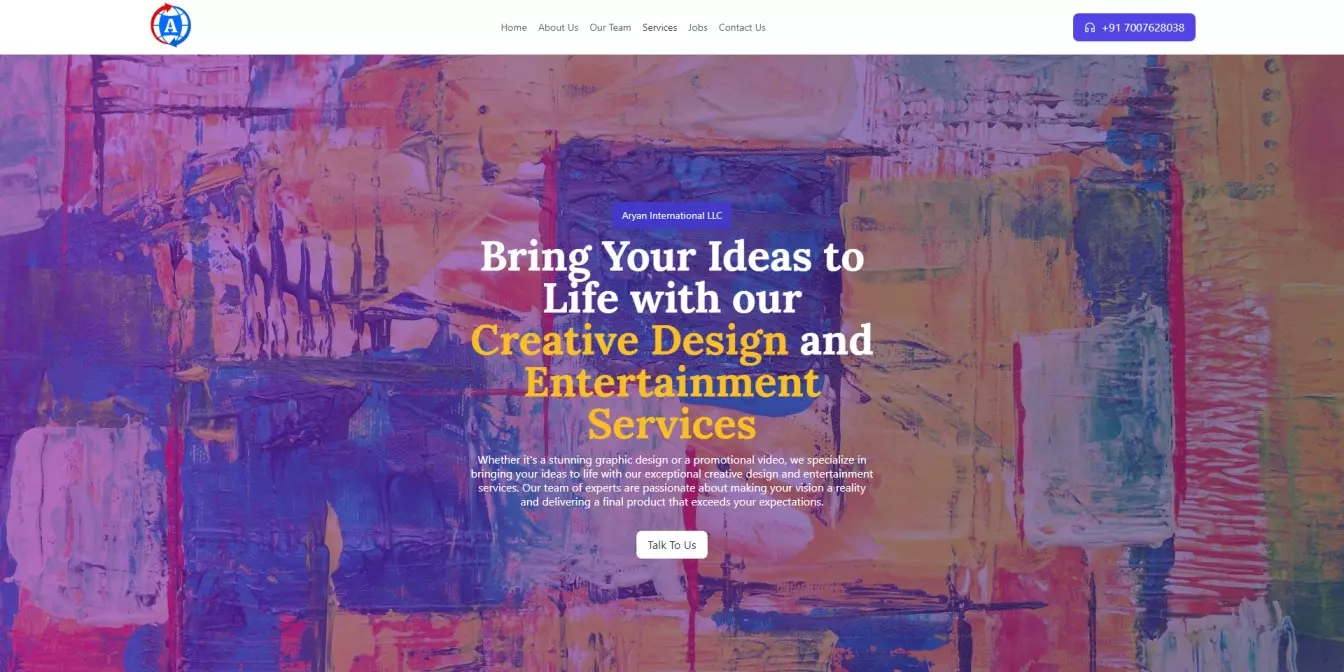 A
Home About Us Our Team Services Jobs Contact Us
+91 7007628038
Aryan International LLC
Bring Your Ideas to
Life with our
Creative Design and
Entertainment
Services
Whether it's a stunning graphic design or a promotional video, we specialize in
bringing your ideas to life with our exceptional creative design and entertainment
services. Our team of experts are passionate about making your vision a reality
and delivering a final product that exceeds your expectations.
Talk To Us